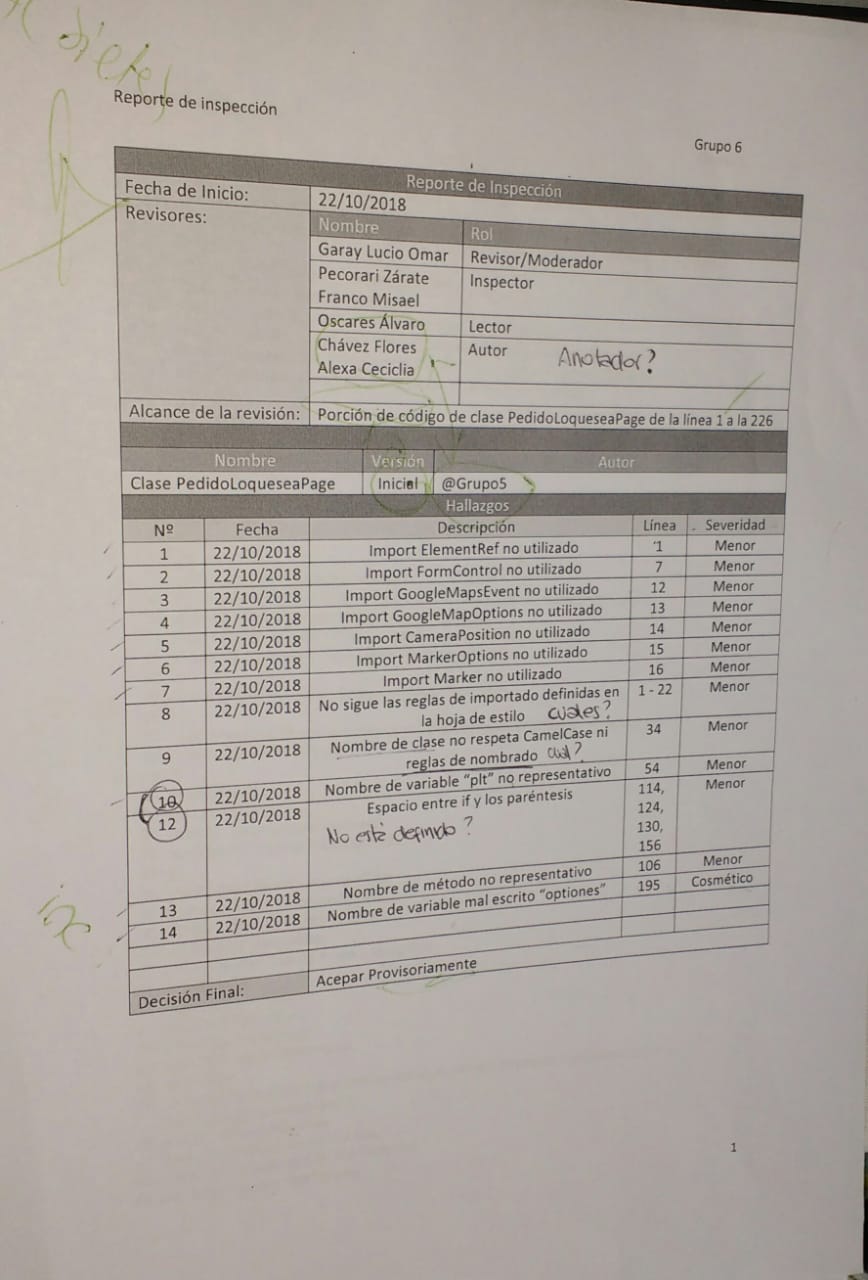 (diete)
Reporte de inspección
Grupo 6
Reporte de Inspección
Fecha de Inicio: 22/10/2018
Revisores: Nombre Rol
Garay Lucio Omar Revisor/Moderador
Pecorari Zárate Inspector
Franco Misael
Oscares Álvaro Lector
Chávez Flores Autor Anotador?
Alexa Ceciclia
Alcance de la revisión: Porción de código de clase PedidoLoqueseaPage de la línea 1 a la 226
Nombre Versión Autor
Clase PedidoLoqueseaPage Inicial @Grupo5
Hallazgos
Nº Fecha Descripción Línea Severidad
1 22/10/2018 Import ElementRef no utilizado 1 Menor
2 22/10/2018 Import FormControl no utilizado 7 Menor
3 22/10/2018 Import GoogleMapsEvent no utilizado 12 Menor
4 22/10/2018 Import GoogleMapOptions no utilizado 13 Menor
5 22/10/2018 Import CameraPosition no utilizado 14 Menor
6 22/10/2018 Import MarkerOptions no utilizado 15 Menor
7 22/10/2018 Import Marker no utilizado 16 Menor
8 22/10/2018 No sigue las reglas de importado definidas en 1 - 22 Menor
la hoja de estilo cuales?
9 22/10/2018 Nombre de clase no respeta CamelCase ni 34 Menor
reglas de nombrado cual?
10 22/10/2018 Nombre de variable "plt" no representativo 54 Menor
12 22/10/2018 Espacio entre if y los paréntesis 114, Menor
124,
No está definido? 130,
156
13 22/10/2018 Nombre de método no representativo 106 Menor
14 22/10/2018 Nombre de variable mal escrito "optiones" 195 Cosmético
Decisión Final: Acepar Provisoriamente
1